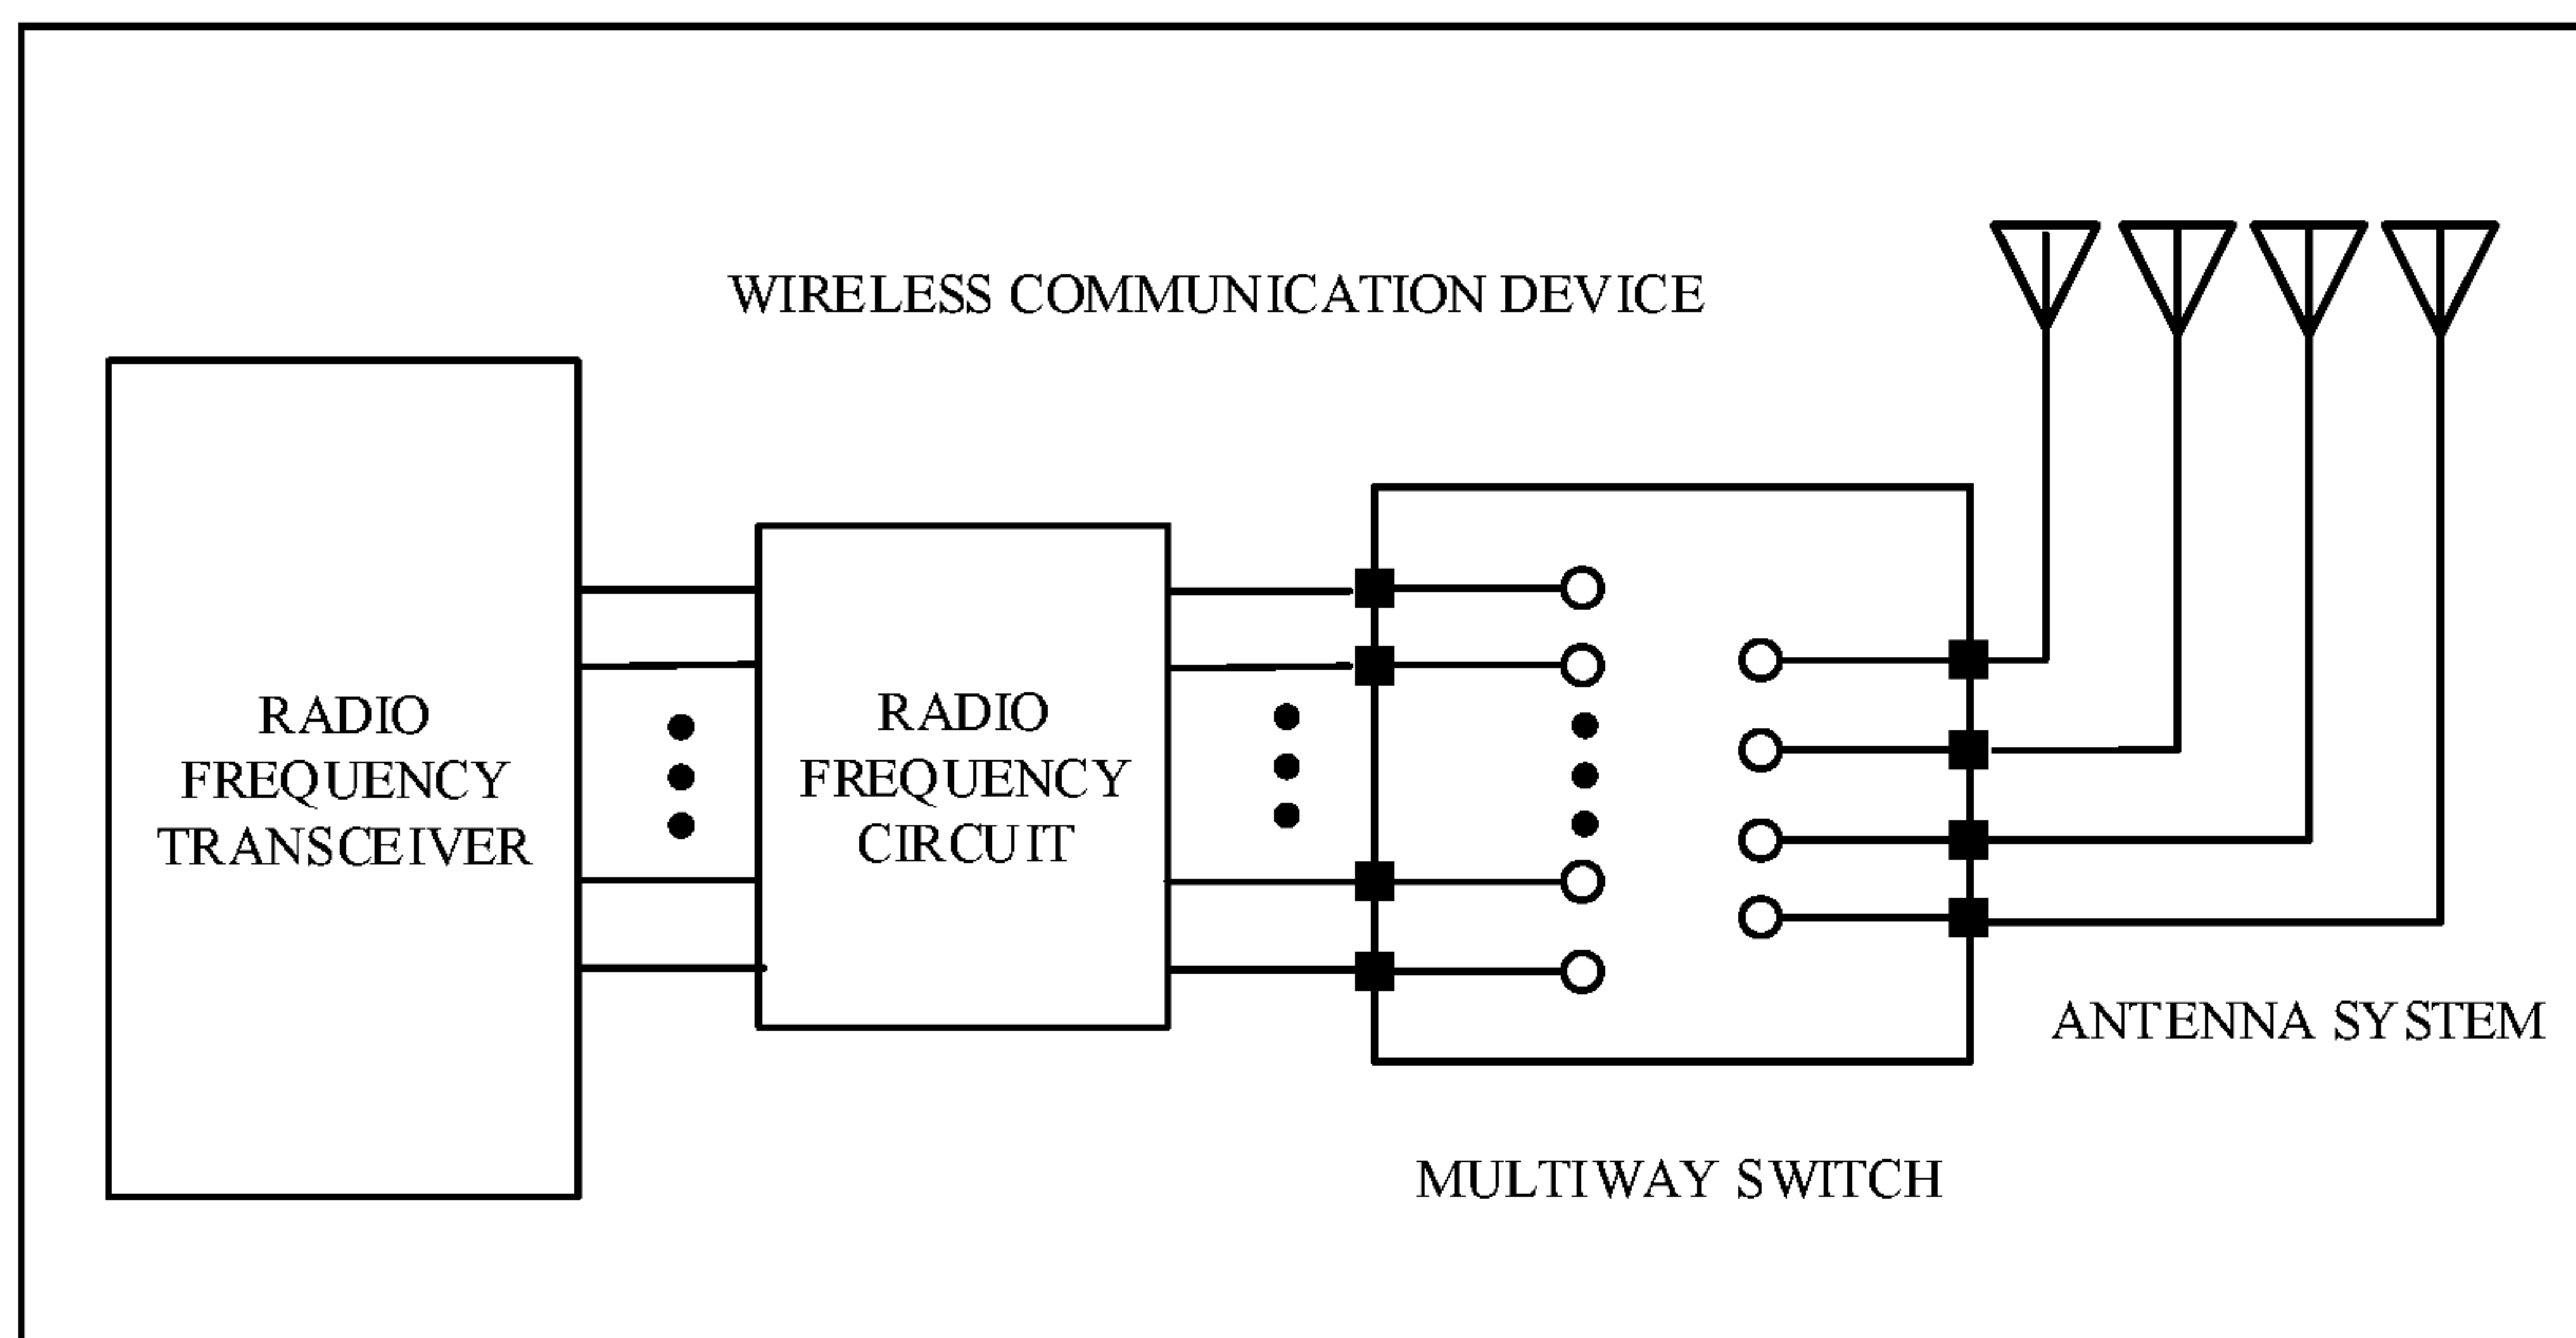 WIRELESS COMMUNICATION DEVICE
RADIO
FREQUENCY
TRANSCEIVER
RADIO
FREQUENCY
CIRCUIT
ANTENNA SYSTEM
MULTIWAY SWITCH